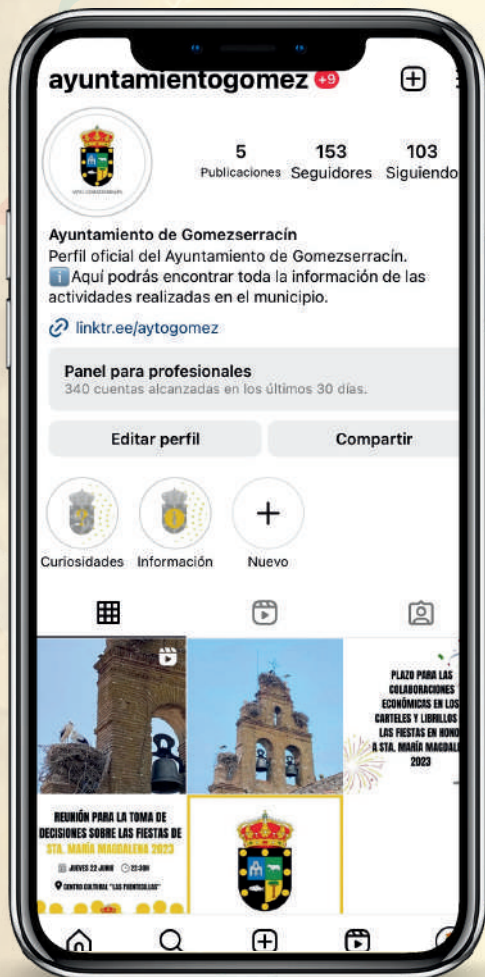 ayuntamientogomez +9
5 153 103
Publicaciones Seguidores Siguiendo
Ayuntamiento de Gomezserracín
Perfil oficial del Ayuntamiento de Gomezserracín.
ℹ️Aquí podrás encontrar toda la información de las
actividades realizadas en el municipio.
linktr.ee/aytogomez
Panel para profesionales
340 cuentas alcanzadas en los últimos 30 días.
Editar perfil Compartir
Curiosidades Información Nuevo
PLAZO PARA LAS
COLABORACIONES
ECONÓMICAS EN LOS
CARTELES Y LIBRILLOS
LAS FIESTAS EN HONO
A STA. MARÍA MAGDAL
2023
REUNIÓN PARA LA TOMA DE
DECISIONES SOBRE LAS FIESTAS DE
STA. MARÍA MAGDALENA 2023
JUEVES 22 JUNIO 22:30H
CENTRO CULTURAL "LAS FUENTECILLAS"